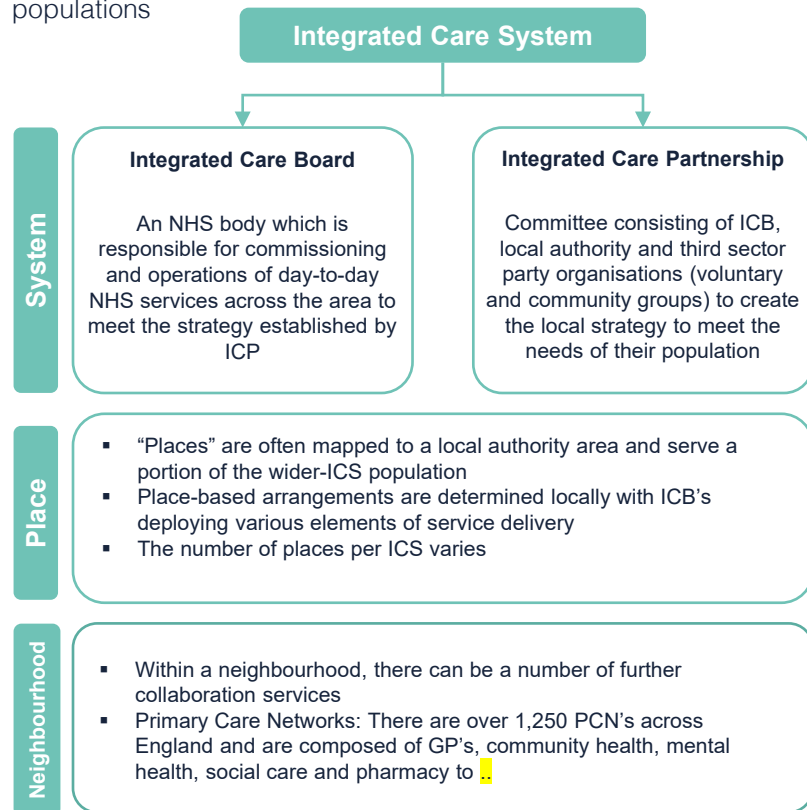 populations
Integrated Care System
System
Integrated Care Board
An NHS body which is
responsible for commissioning
and operations of day-to-day
NHS services across the area to
meet the strategy established by
ICP
Integrated Care Partnership
Committee consisting of ICB,
local authority and third sector
party organisations (voluntary
and community groups) to create
the local strategy to meet the
needs of their population
Place
▪ “Places” are often mapped to a local authority area and serve a
portion of the wider-ICS population
▪ Place-based arrangements are determined locally with ICB’s
deploying various elements of service delivery
▪ The number of places per ICS varies
Neighbourhood
▪ Within a neighbourhood, there can be a number of further
collaboration services
▪ Primary Care Networks: There are over 1,250 PCN’s across
England and are composed of GP’s, community health, mental
health, social care and pharmacy to ..